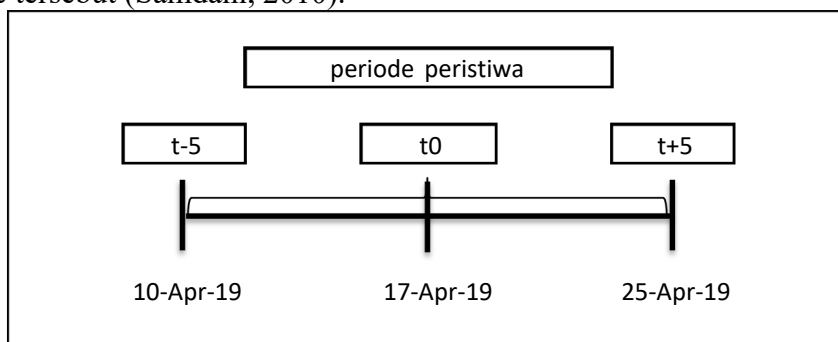 tersebut (Samdani, 2010).
periode peristiwa
t-5 t0 t+5
10-Apr-19 17-Apr-19 25-Apr-19